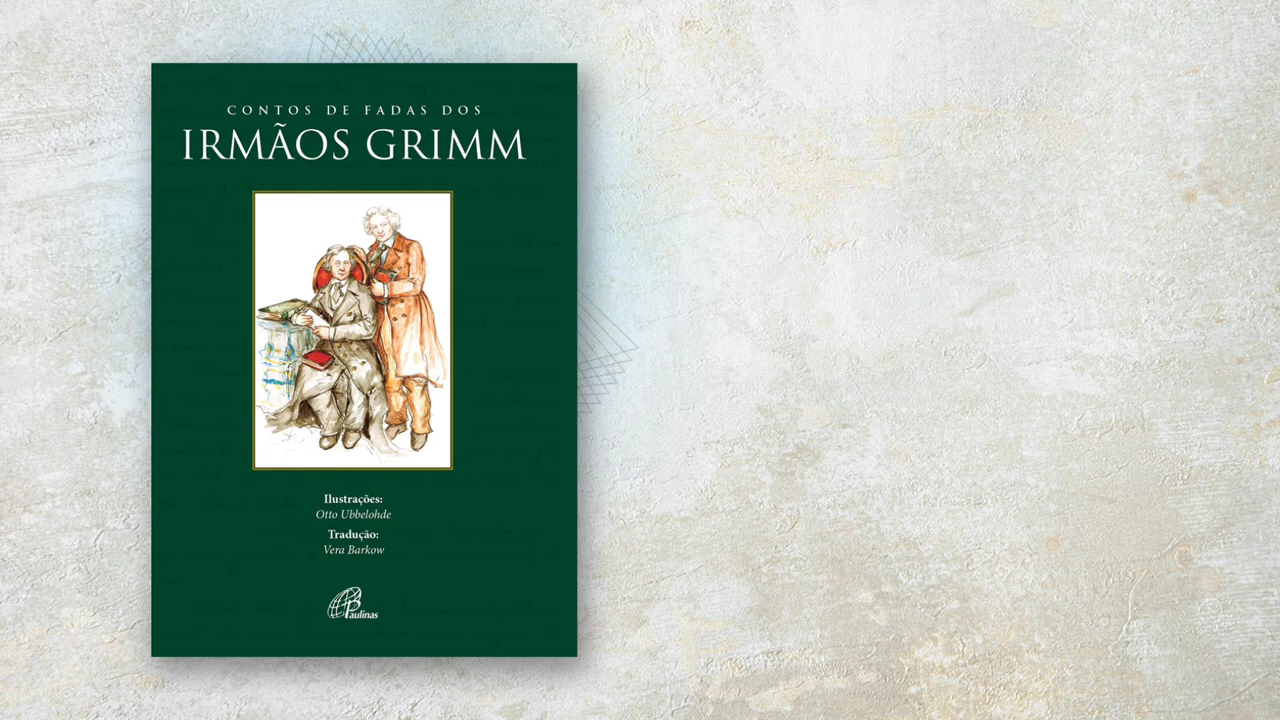 CONTOS DE FADAS DOS
IRMÃOS GRIMM
Ilustrações:
Otto Ubbelohde
Tradução:
Vera Barkow
Paulinas